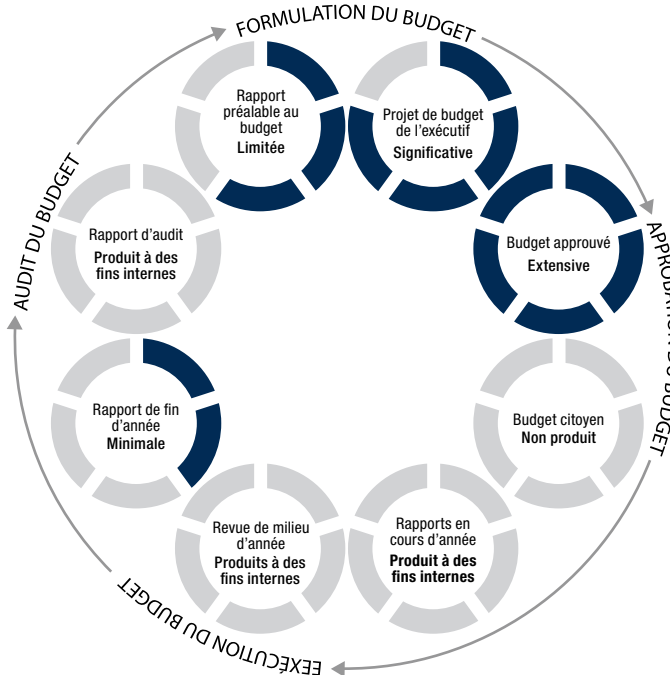 FORMULATION DU BUDGET
Rapport
préalable au
budget
Limitée
Projet de budget
de l'exécutif
Significative
APPROBATION DU BUDGET
Budget approuvé
Extensive
Budget citoyen
Non produit
Rapports en
cours d'année
Produit à des
fins internes
Revue de milieu
d'année
Produits à des
fins internes
EEXÉCUTION DU BUDGET
Rapport de fin
d'année
Minimale
AUDIT DU BUDGET
Rapport d'audit
Produit à des
fins internes